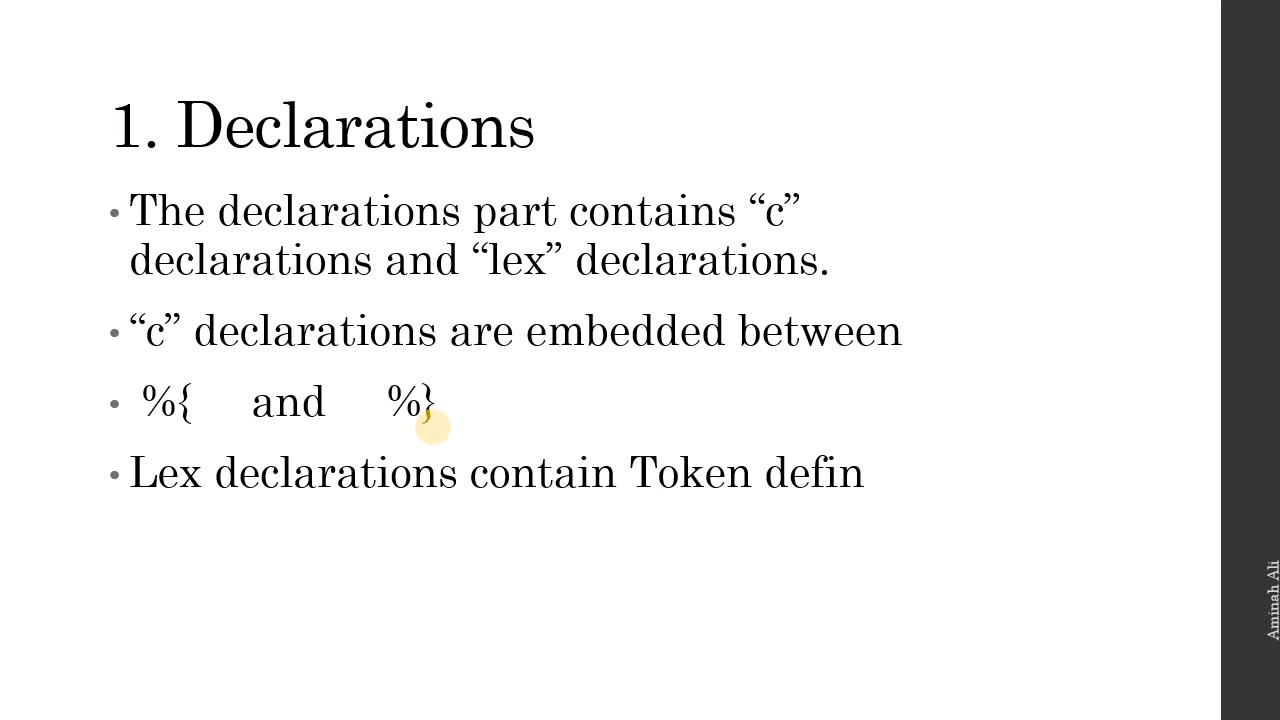 1. Declarations
• The declarations part contains “c”
declarations and “lex” declarations.
• “c” declarations are embedded between
• %{ and %}
• Lex declarations contain Token defin
Aminah Ali